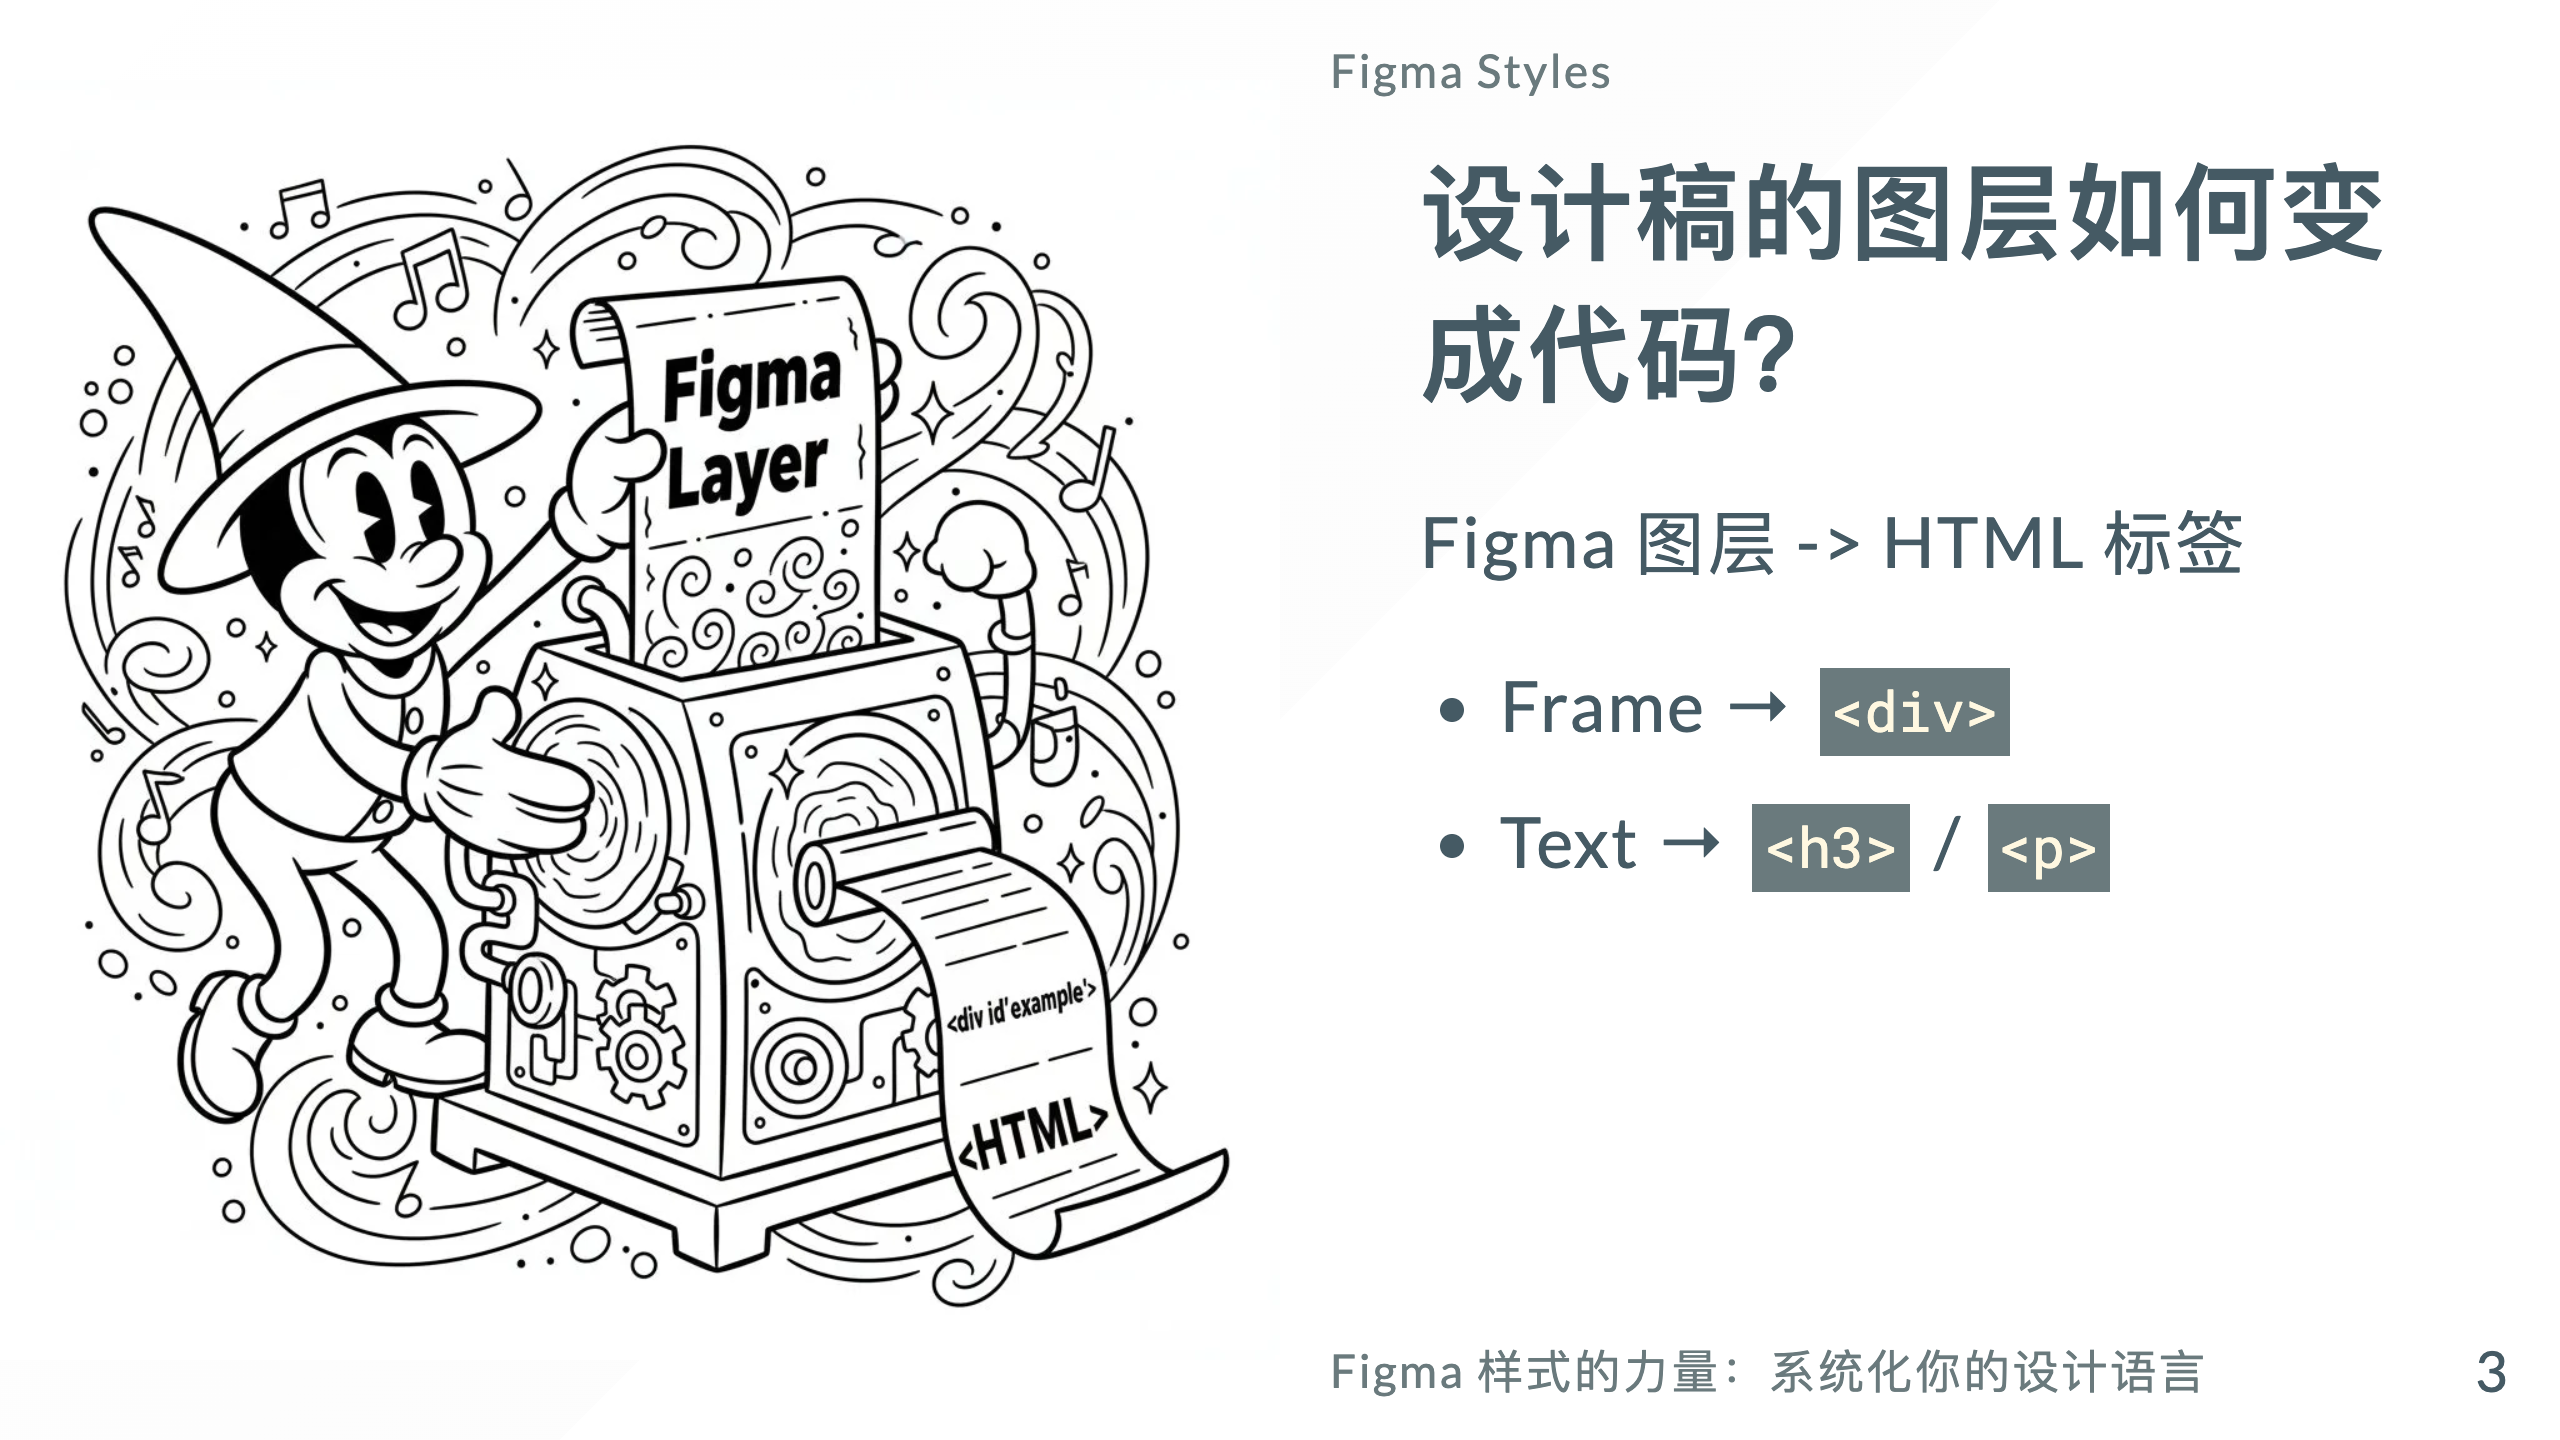 Figma Styles
设计稿的图层如何变
成代码?
Figma 图层 -> HTML 标签
• Frame → <div>
• Text → <h3> / <p>
Figma
Layer
<div id'example'>
<HTML>
Figma 样式的力量：系统化你的设计语言
3